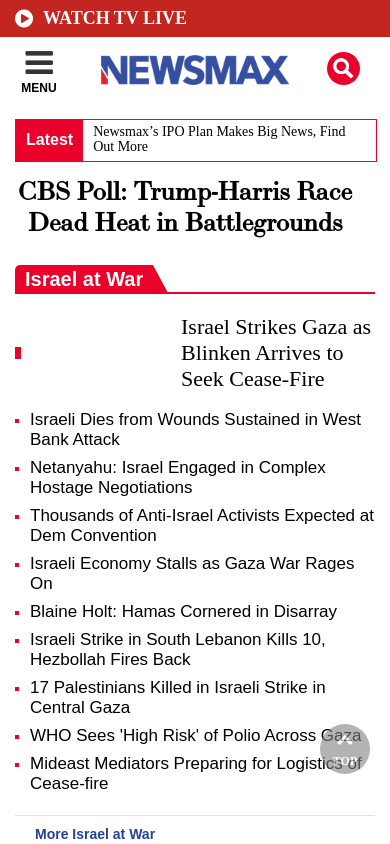 WATCH TV LIVE
MENU
NEWSMAX
Latest
Newsmax’s IPO Plan Makes Big News, Find
Out More
CBS Poll: Trump-Harris Race
Dead Heat in Battlegrounds
Israel at War
Israel Strikes Gaza as
Blinken Arrives to
Seek Cease-Fire
Israeli Dies from Wounds Sustained in West
Bank Attack
Netanyahu: Israel Engaged in Complex
Hostage Negotiations
Thousands of Anti-Israel Activists Expected at
Dem Convention
Israeli Economy Stalls as Gaza War Rages
On
Blaine Holt: Hamas Cornered in Disarray
Israeli Strike in South Lebanon Kills 10,
Hezbollah Fires Back
17 Palestinians Killed in Israeli Strike in
Central Gaza
WHO Sees 'High Risk' of Polio Across Gaza
Mideast Mediators Preparing for Logistics of
Cease-fire
TOP
More Israel at War